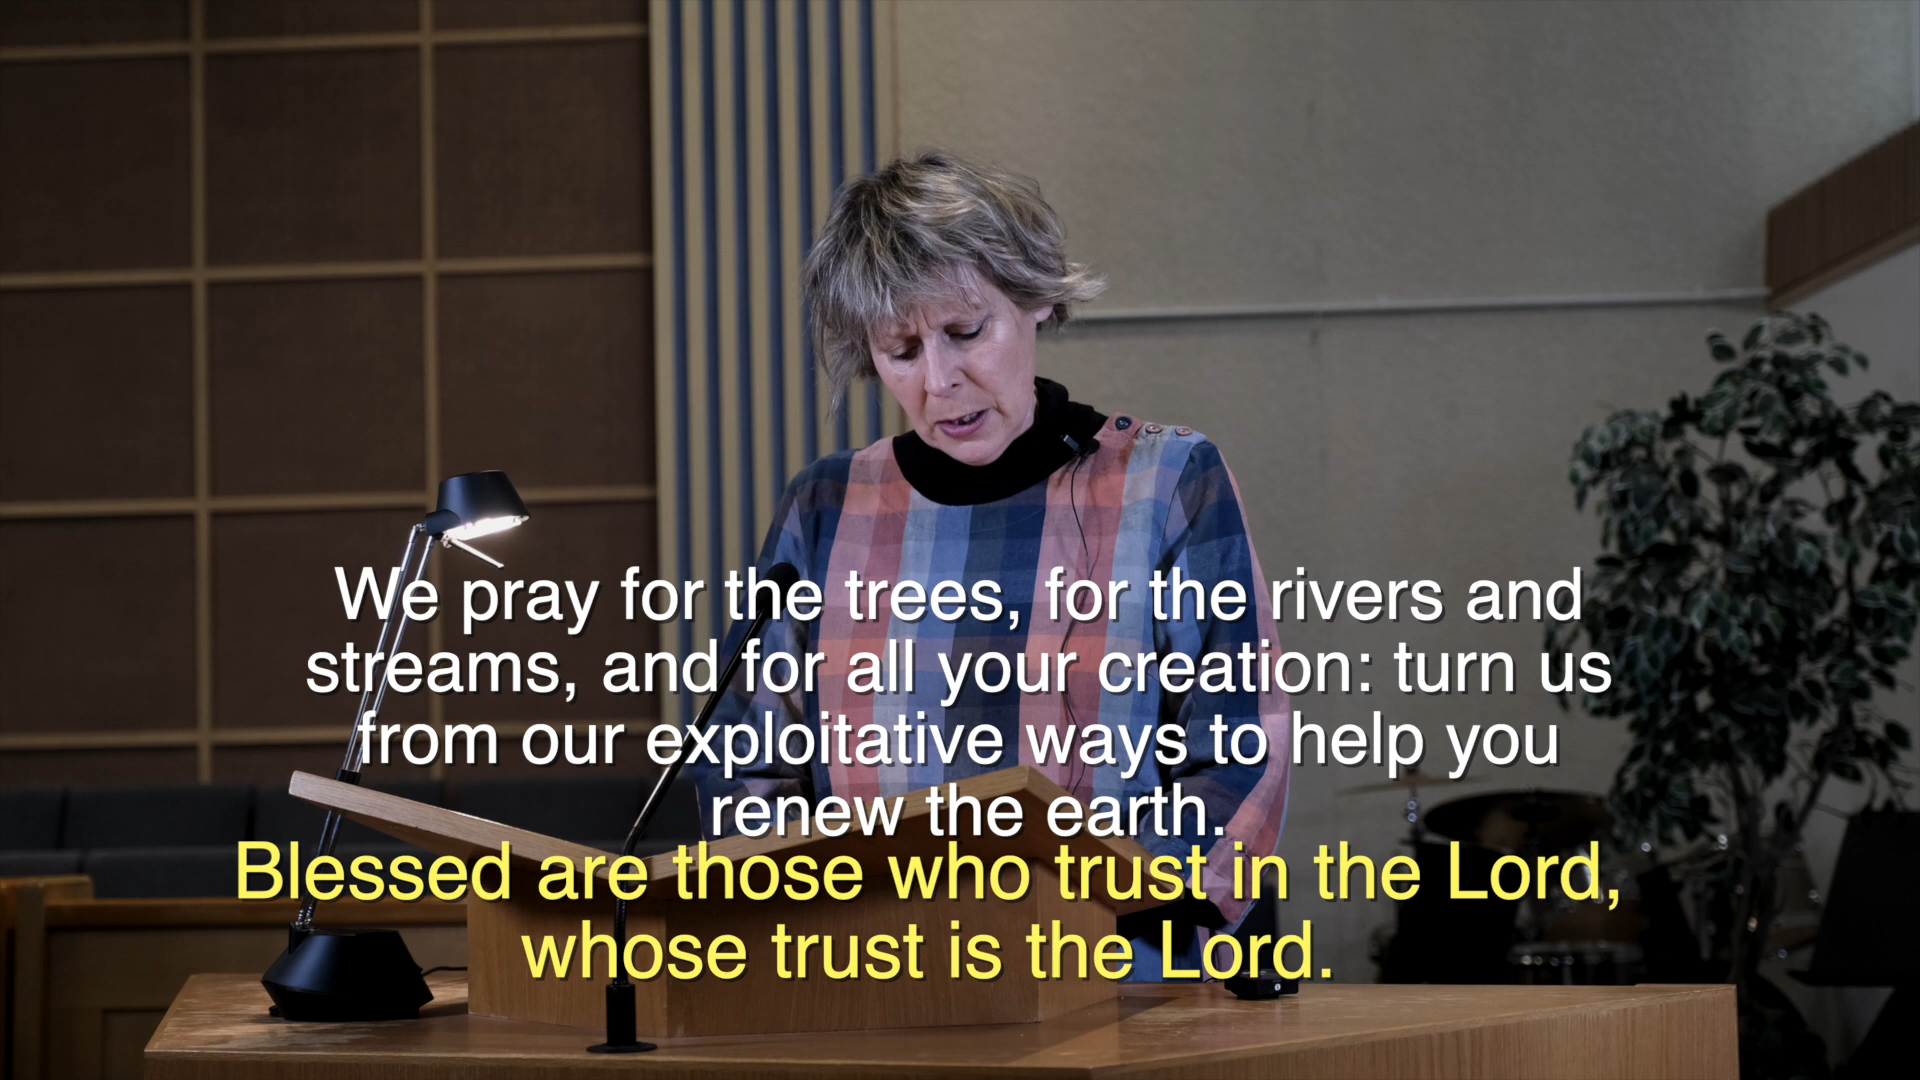 We pray for the trees, for the rivers and
streams, and for all your creation: turn us
from our exploitative ways to help you
renew the earth.
Blessed are those who trust in the Lord,
whose trust is the Lord.